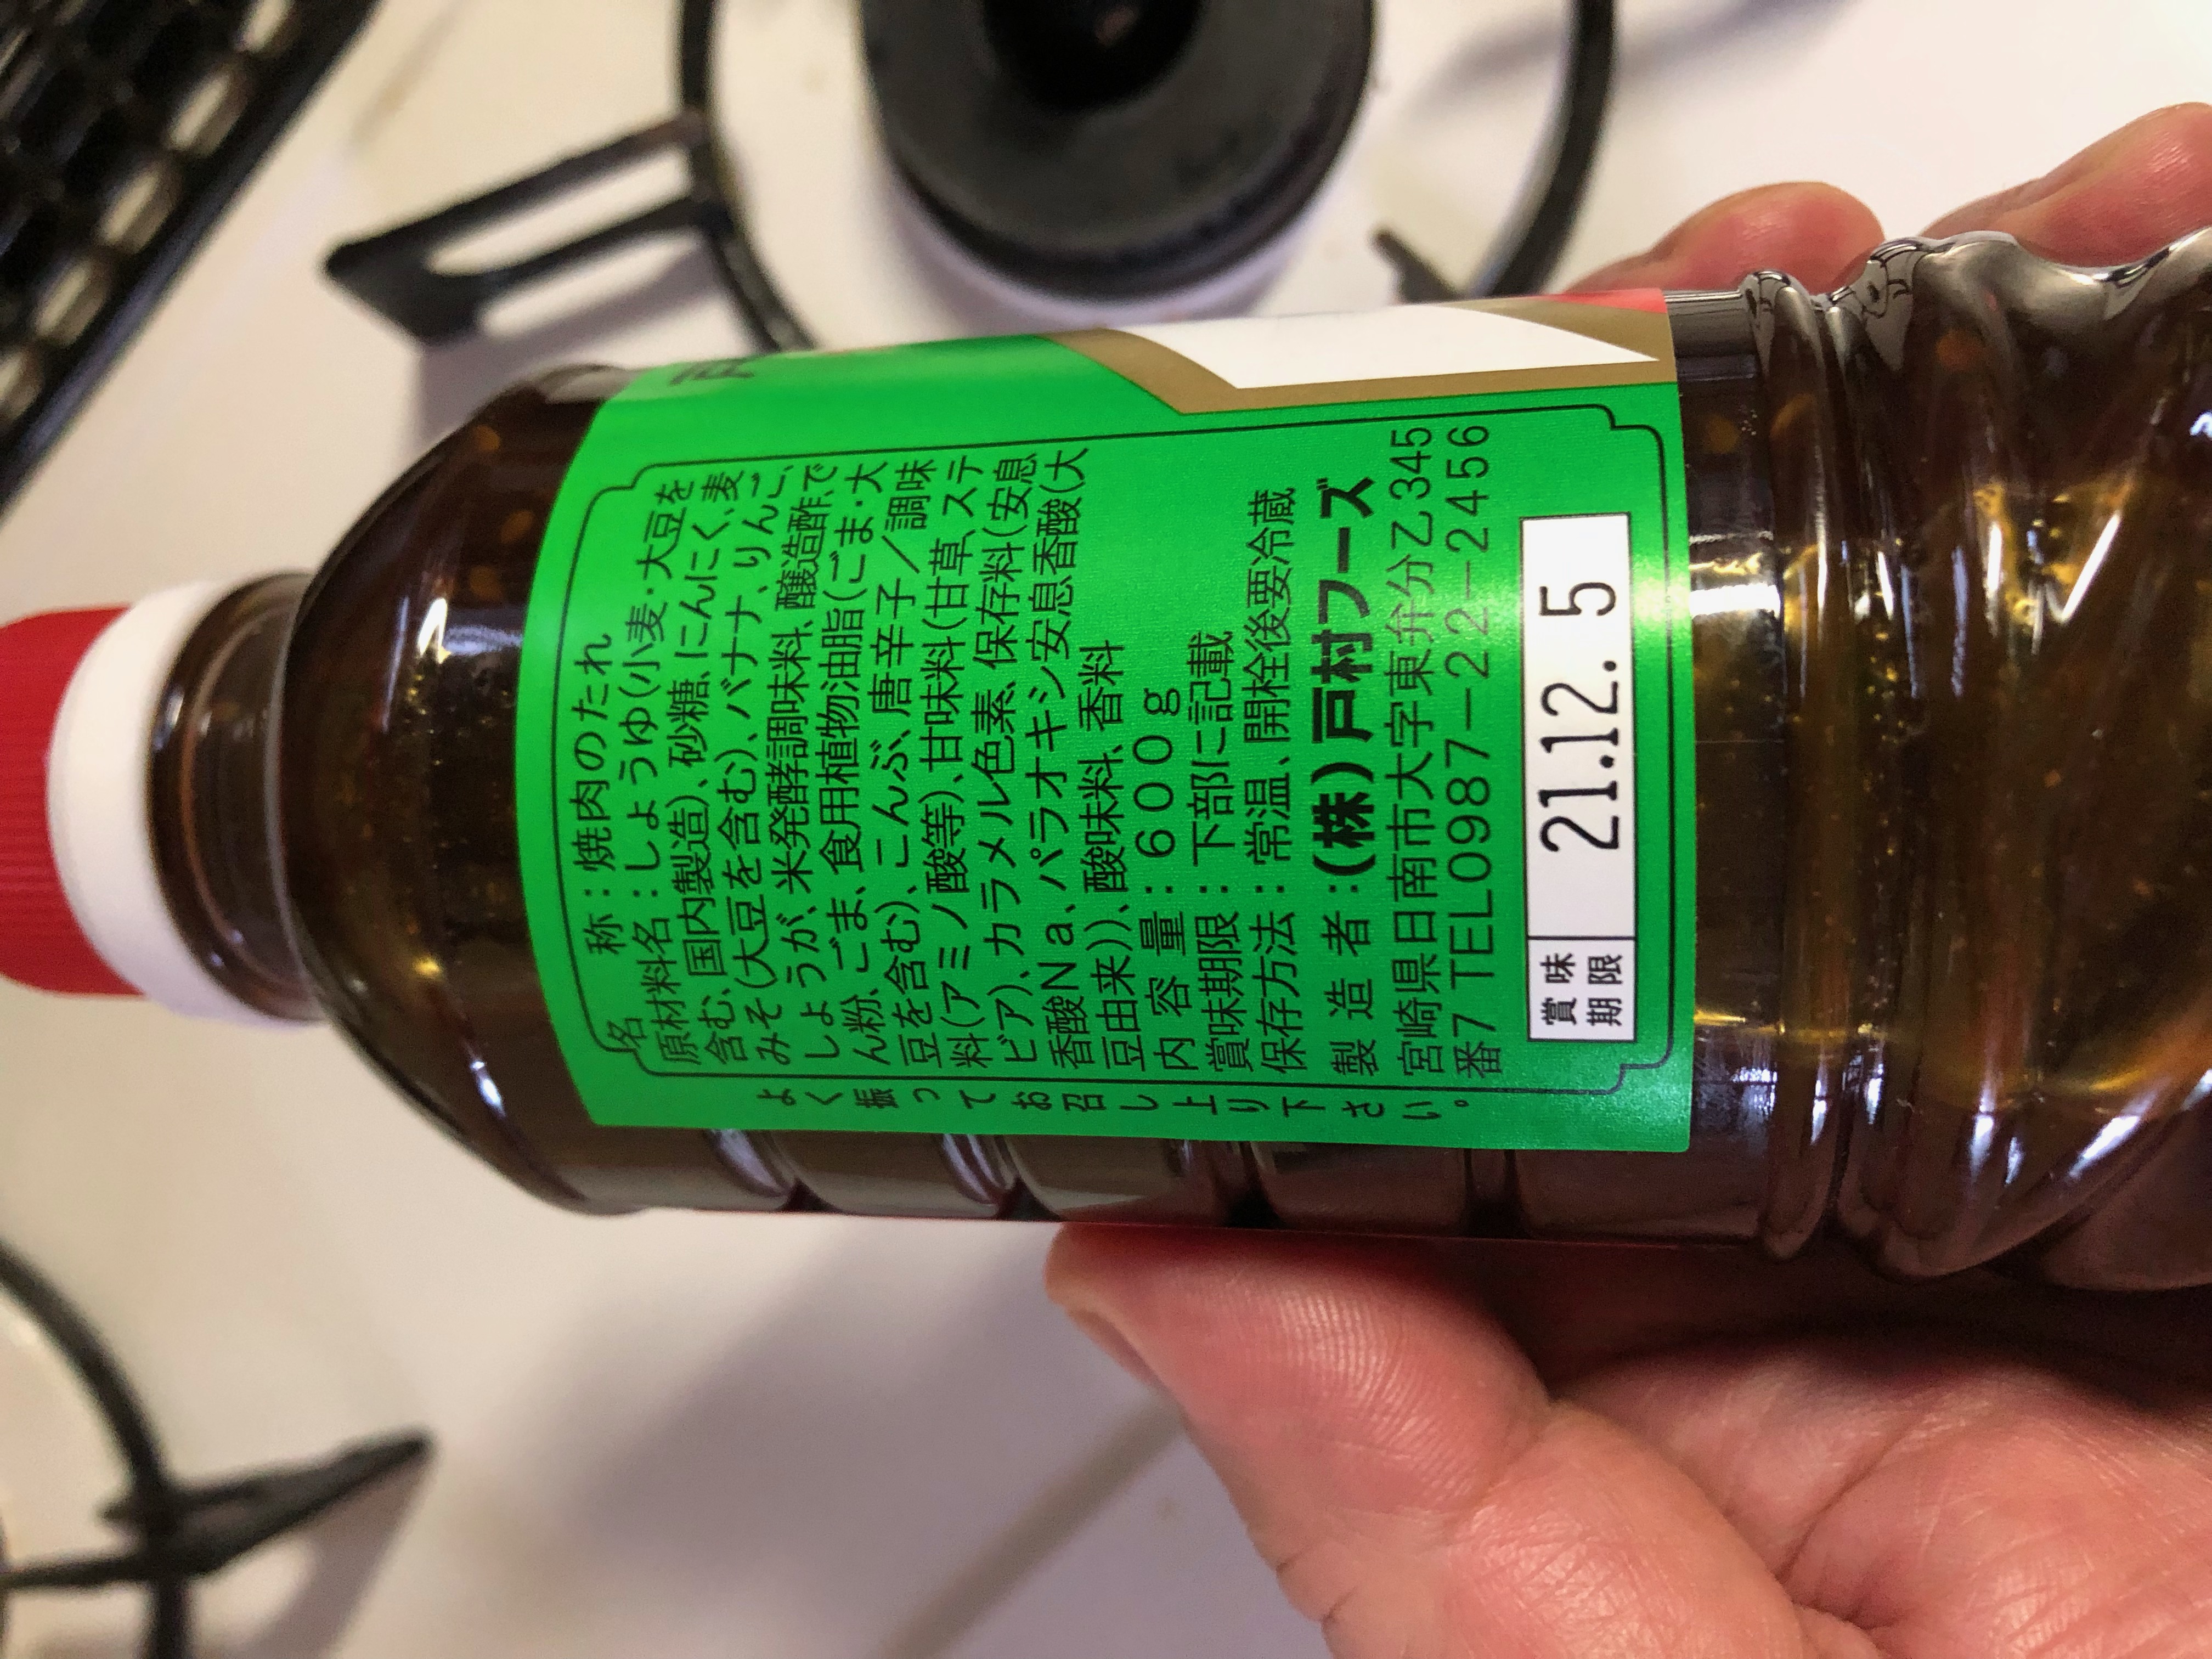 名　　称：焼肉のたれ
原材料名：しょうゆ(小麦・大豆を
含む、国内製造)、砂糖、にんにく、麦
みそ(大豆を含む)、バナナ、りんご、
しょうが、米発酵調味料、醸造酢、で
ん粉、ごま、食用植物油脂(ごま・大
豆を含む)、こんぶ、唐辛子／調味
料(アミノ酸等)、甘味料(甘草、ステ
ビア)、カラメル色素、保存料(安息
香酸Ｎａ、パラオキシ安息香酸(大
豆由来))、酸味料、香料
内 容 量：６００ｇ
賞味期限：下部に記載
保存方法：常温、開栓後要冷蔵
製 造 者：(株)戸村フーズ
宮崎県日南市大字東弁分乙345
番7 TEL0987−22−2456
賞味
期限
21.12. 5
よく振ってお召し上り下さい。